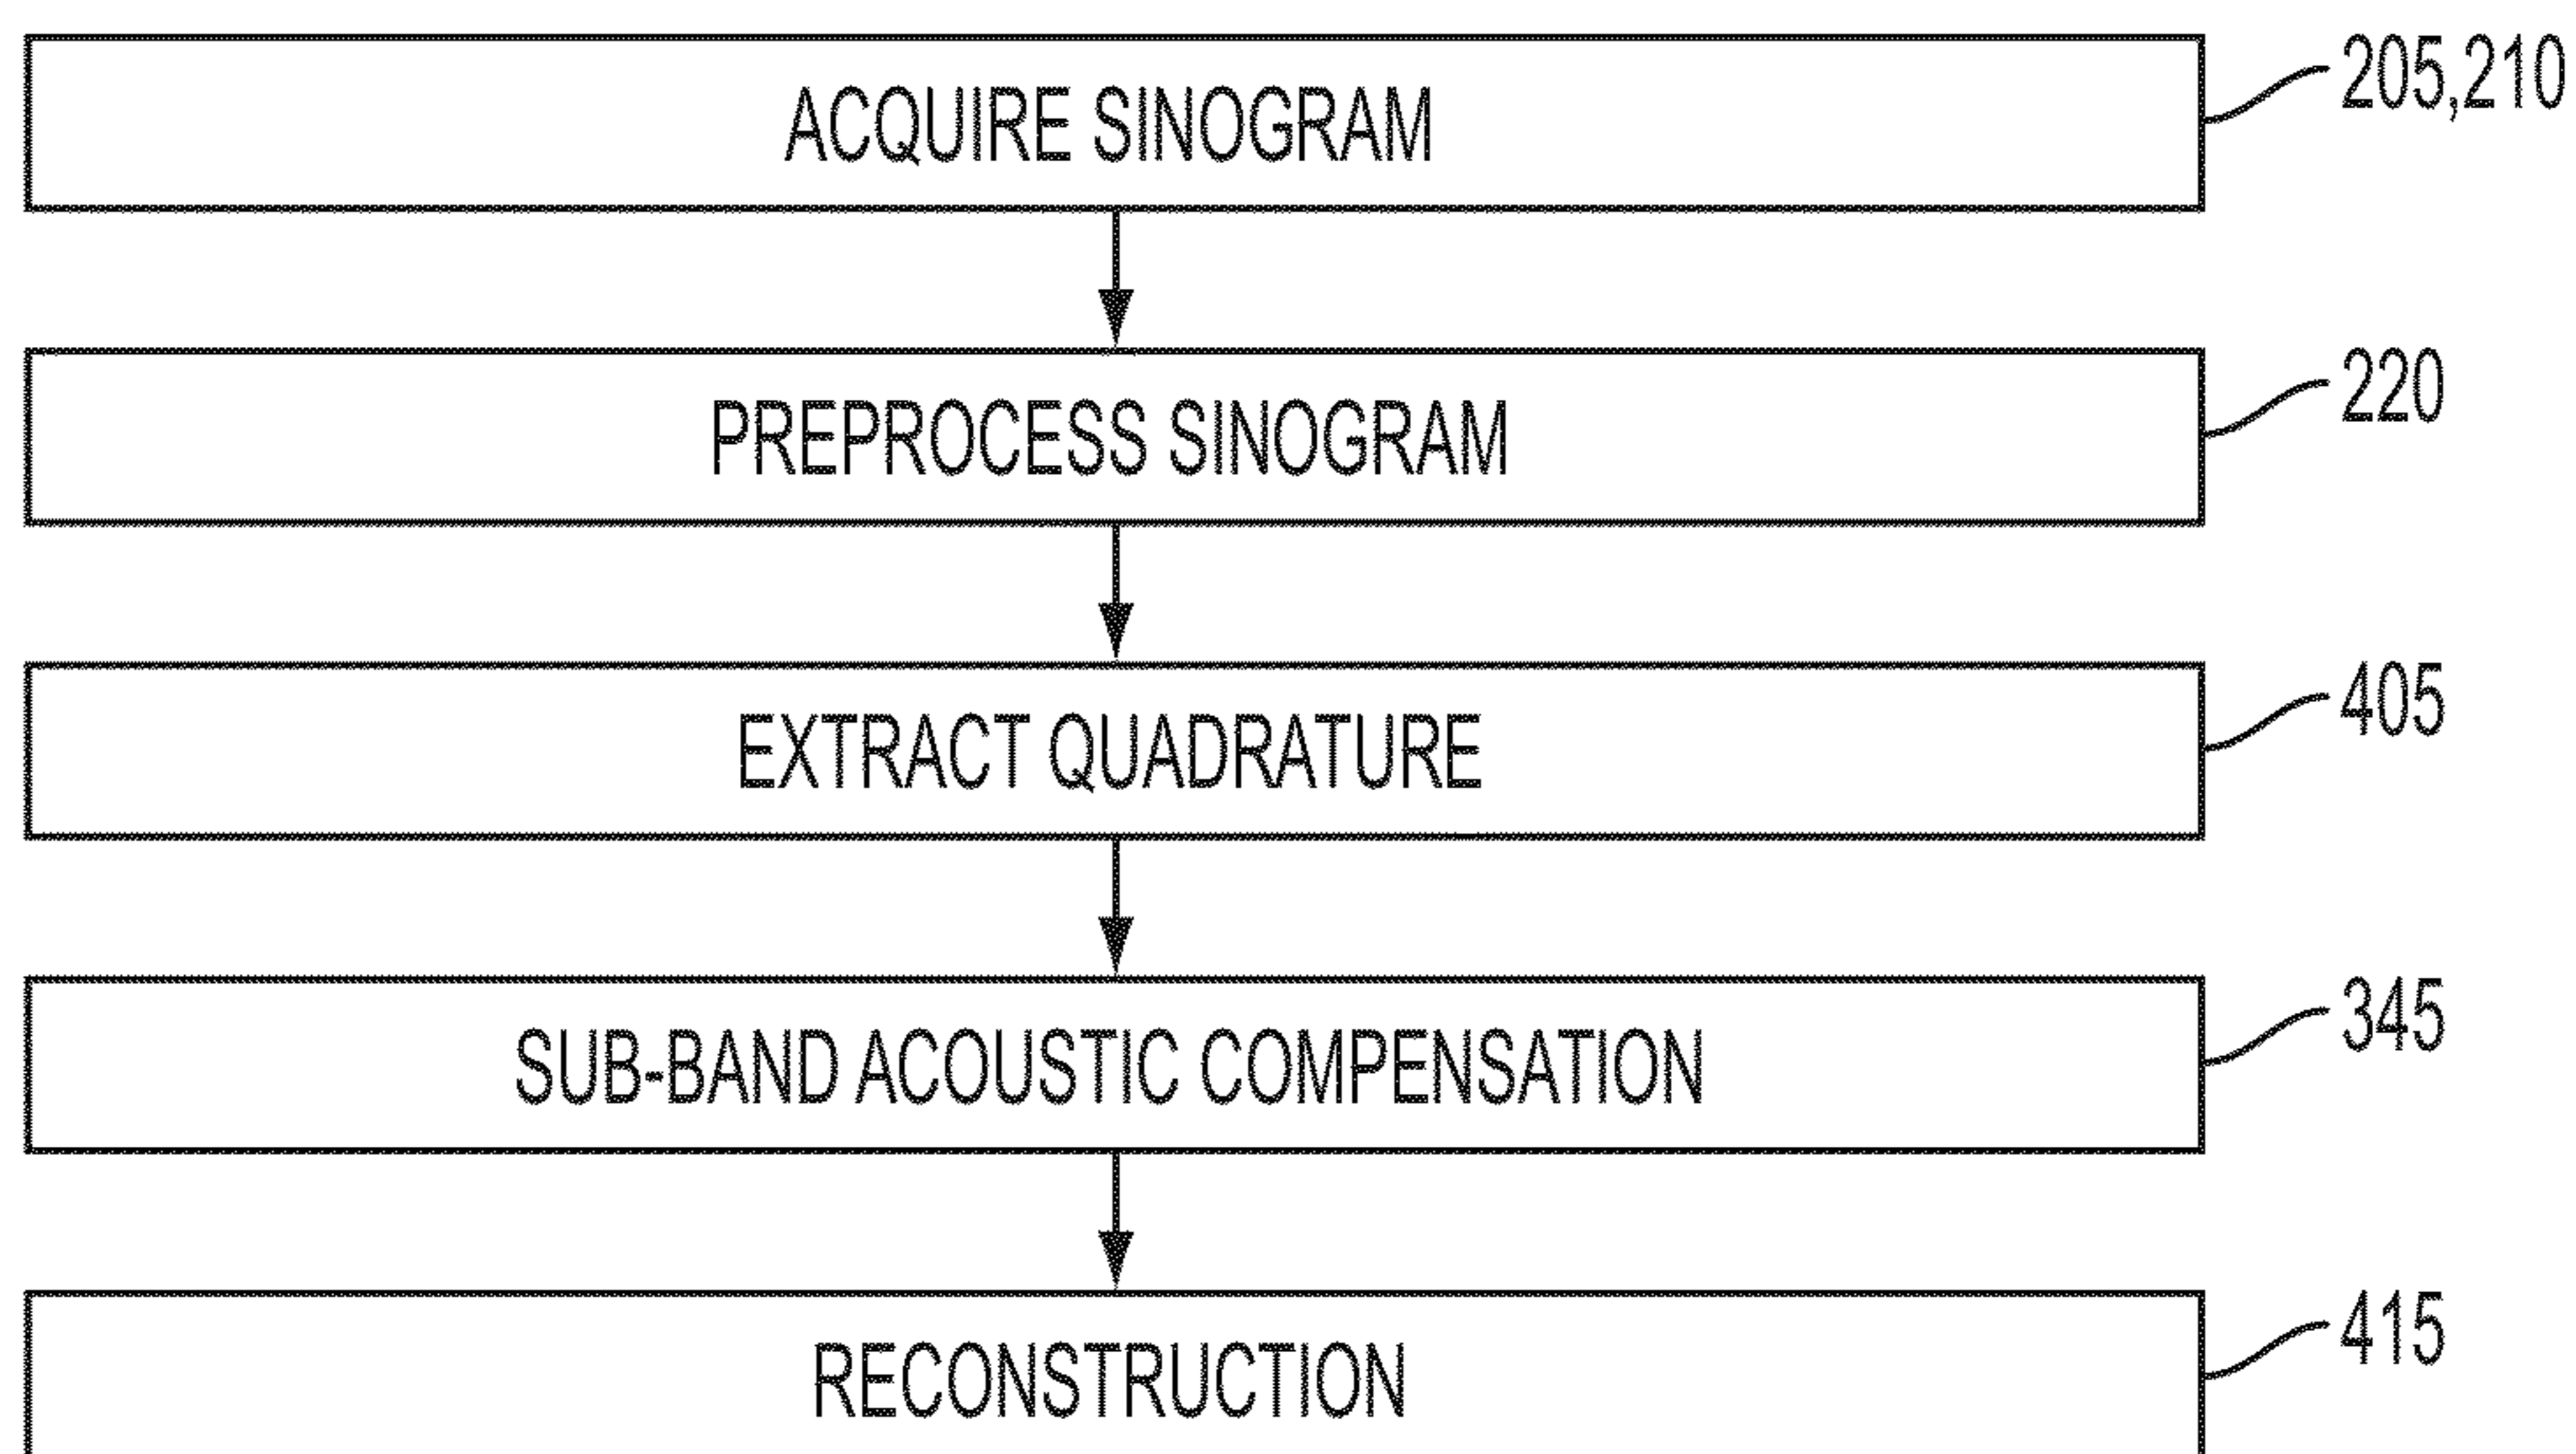 ACQUIRE SINOGRAM
205,210
PREPROCESS SINOGRAM
220
EXTRACT QUADRATURE
405
SUB-BAND ACOUSTIC COMPENSATION
345
RECONSTRUCTION
415